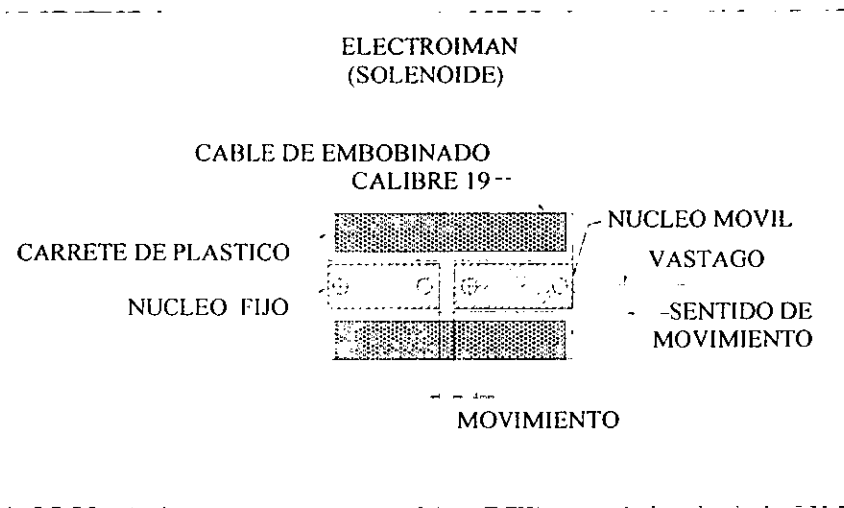 ELECTROIMAN
(SOLENOIDE)
CABLE DE EMBOBINADO
CALIBRE 19
NUCLEO MOVIL
CARRETE DE PLASTICO
VASTAGO
NUCLEO FIJO
SENTIDO DE
MOVIMIENTO
MOVIMIENTO